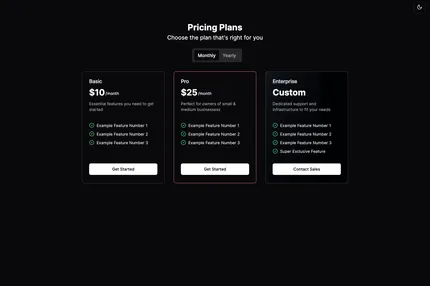 Pricing Plans
Choose the plan that's right for you
Monthly Yearly
Basic
$10/month
Essential features you need to get
started
Example Feature Number 1
Example Feature Number 2
Example Feature Number 3
Get Started
Pro
$25/month
Perfect for owners of small &
medium businessess
Example Feature Number 1
Example Feature Number 2
Example Feature Number 3
Get Started
Enterprise
Custom
Dedicated support and
infrastructure to fit your needs
Example Feature Number 1
Example Feature Number 2
Example Feature Number 3
Super Exclusive Feature
Contact Sales